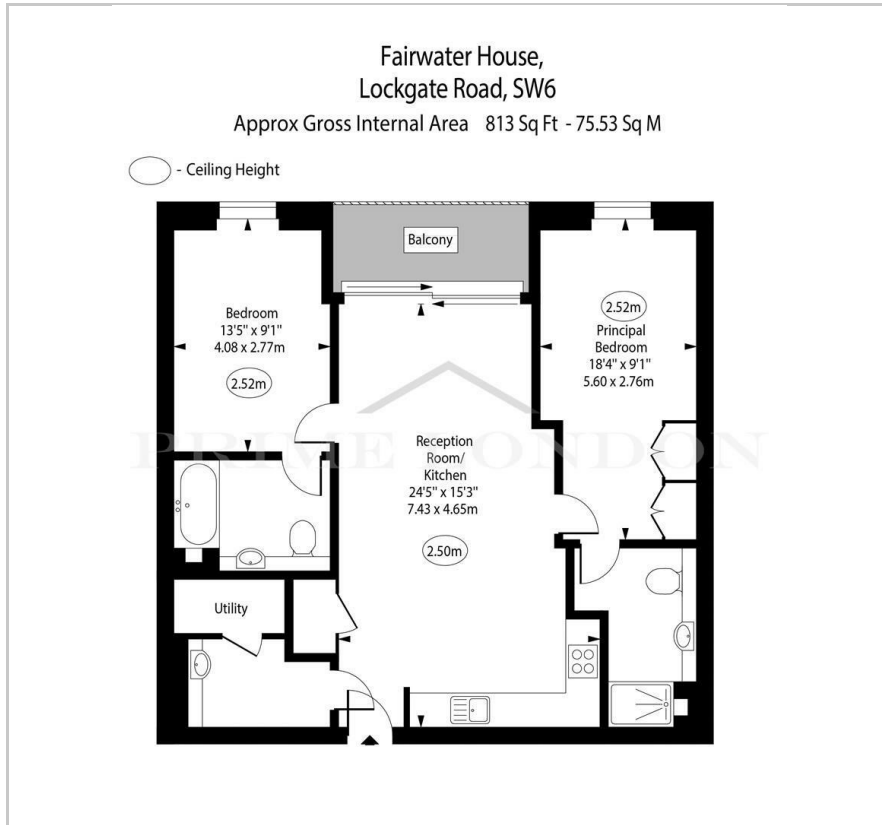 Fairwater House,
Lockgate Road, SW6
Approx Gross Internal Area 813 Sq Ft - 75.53 Sq M
- Ceiling Height
Balcony
Bedroom
13'5" x 9'1"
4.08 x 2.77m
2.52m
2.52m
Principal
Bedroom
18'4" x 9'1"
5.60 x 2.76m
PRIME LONDON
Reception
Room/
Kitchen
24'5" x 15'3"
7.43 x 4.65m
2.50m
Utility